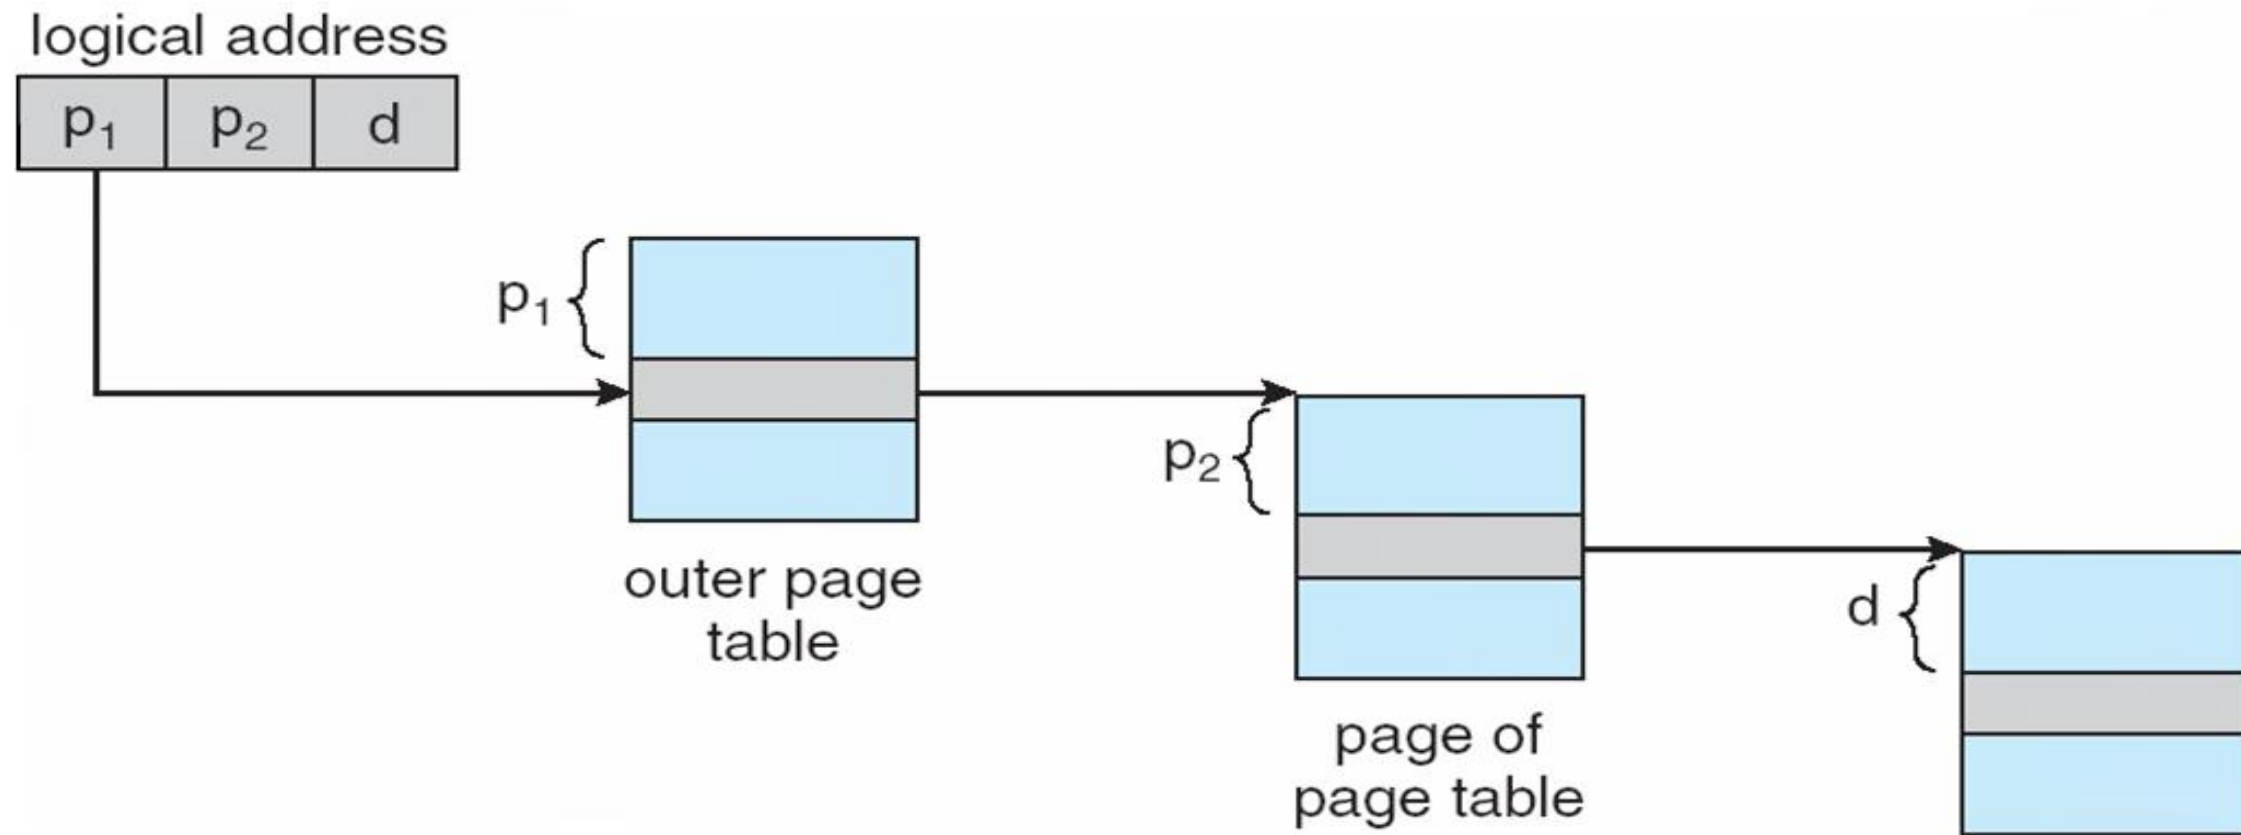 logical address
p₁ p₂ d
p₁
outer page
table
p₂
page of
page table
d